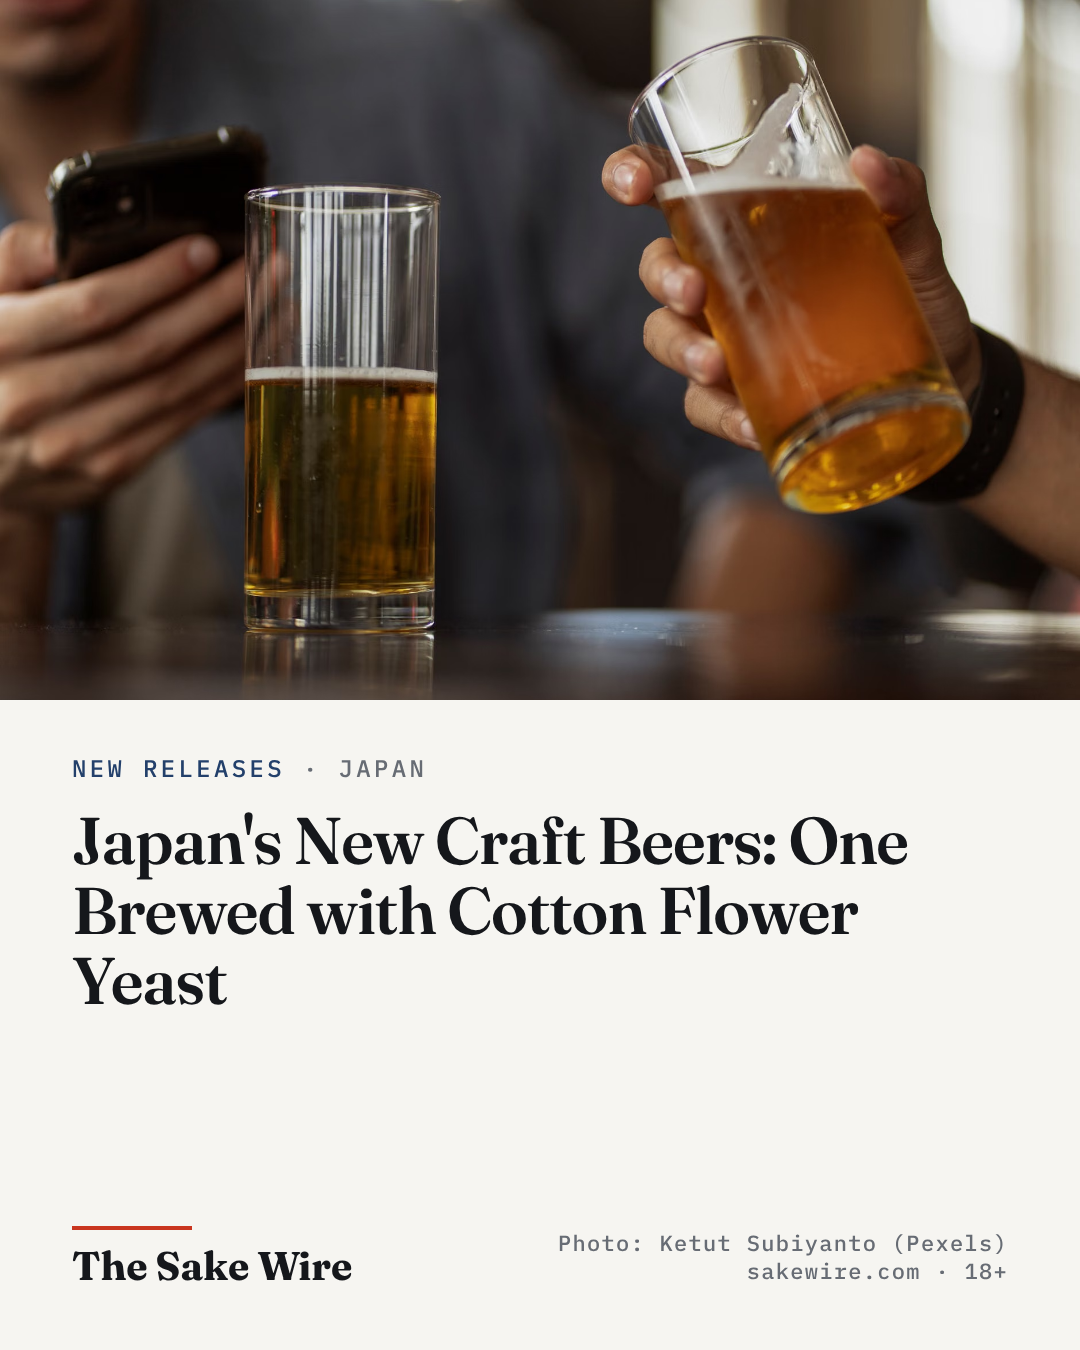 NEW RELEASES · JAPAN
Japan's New Craft Beers: One
Brewed with Cotton Flower
Yeast
The Sake Wire
Photo: Ketut Subiyanto (Pexels)
sakewire.com · 18+